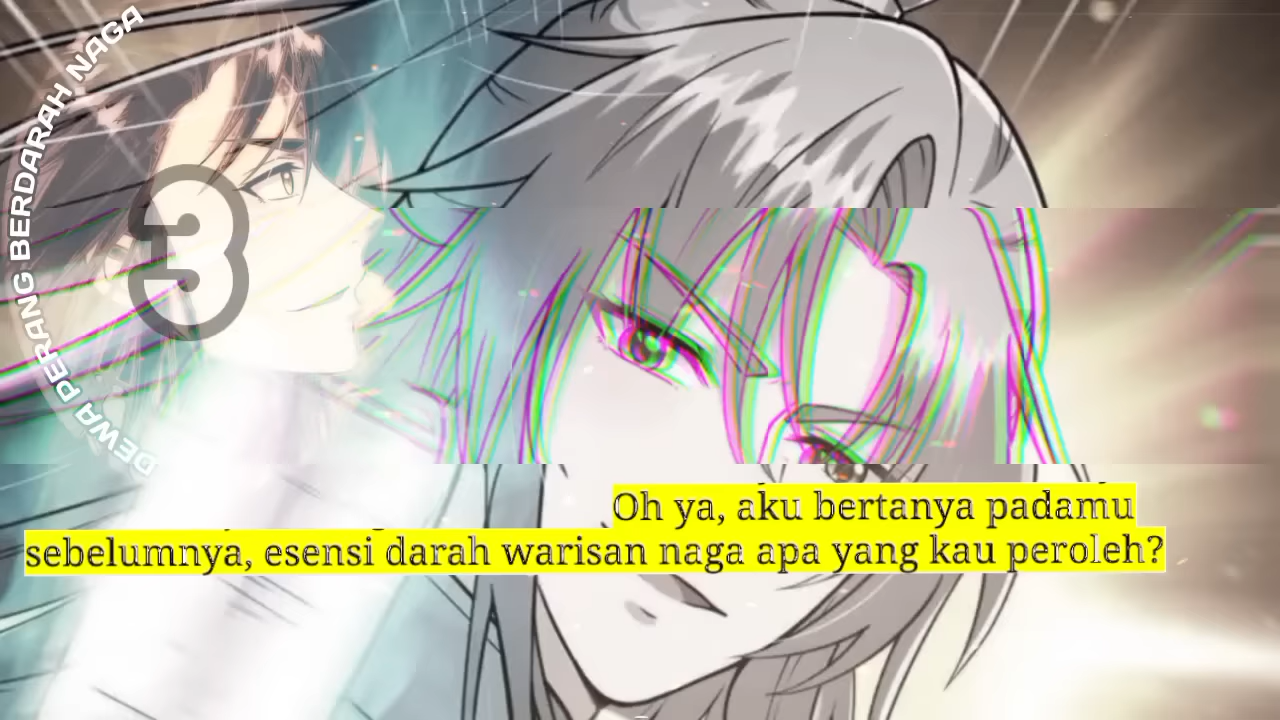 DEWA PERANG BERDARAH NAGA
3
Oh ya, aku bertanya padamu
sebelumnya, esensi darah warisan naga apa yang kau peroleh?